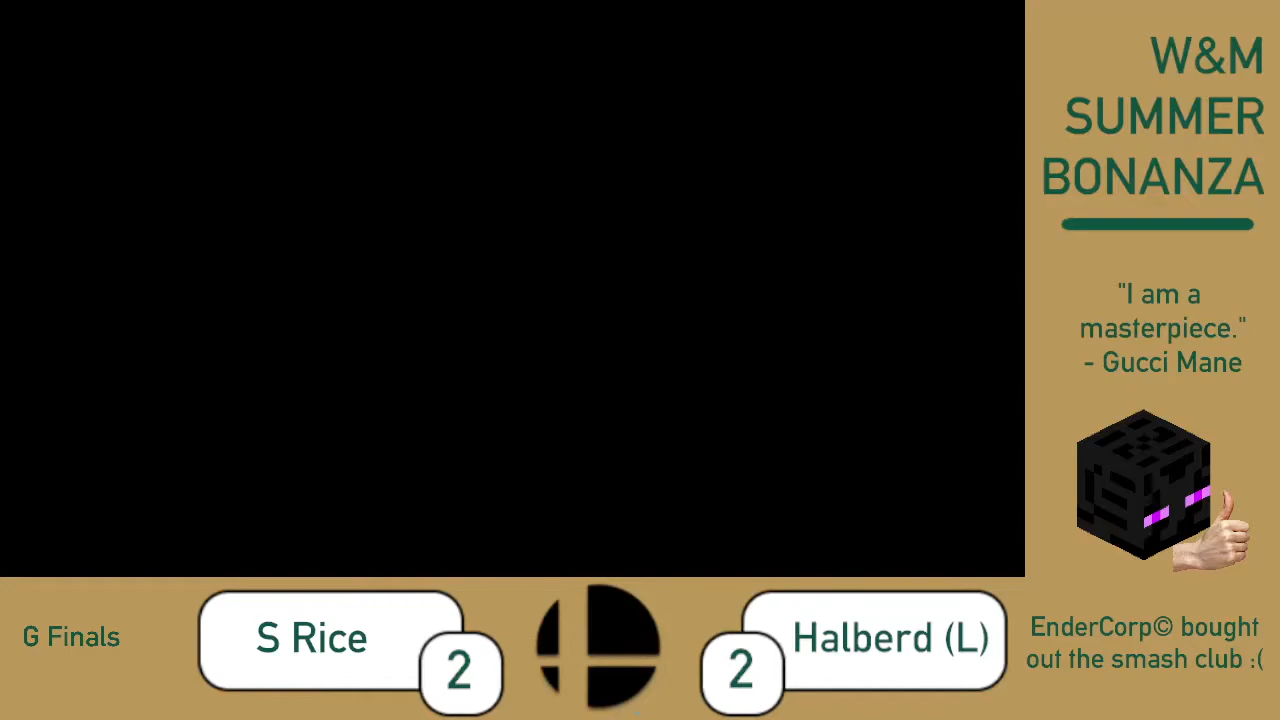 W&M
SUMMER
BONANZA
"I am a
masterpiece."
- Gucci Mane
G Finals
S Rice
2
2
Halberd (L)
EnderCorp© bought
out the smash club :(